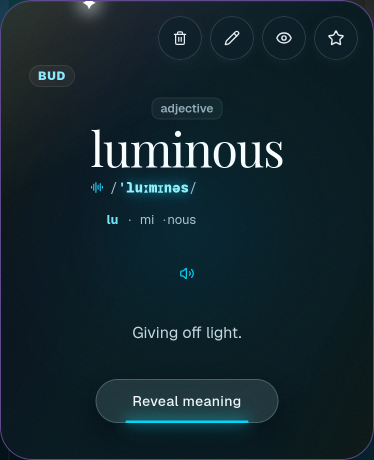 BUD
adjective
luminous
/ˈluːmɪnəs/
lu · mi · nous
Giving off light.
Reveal meaning